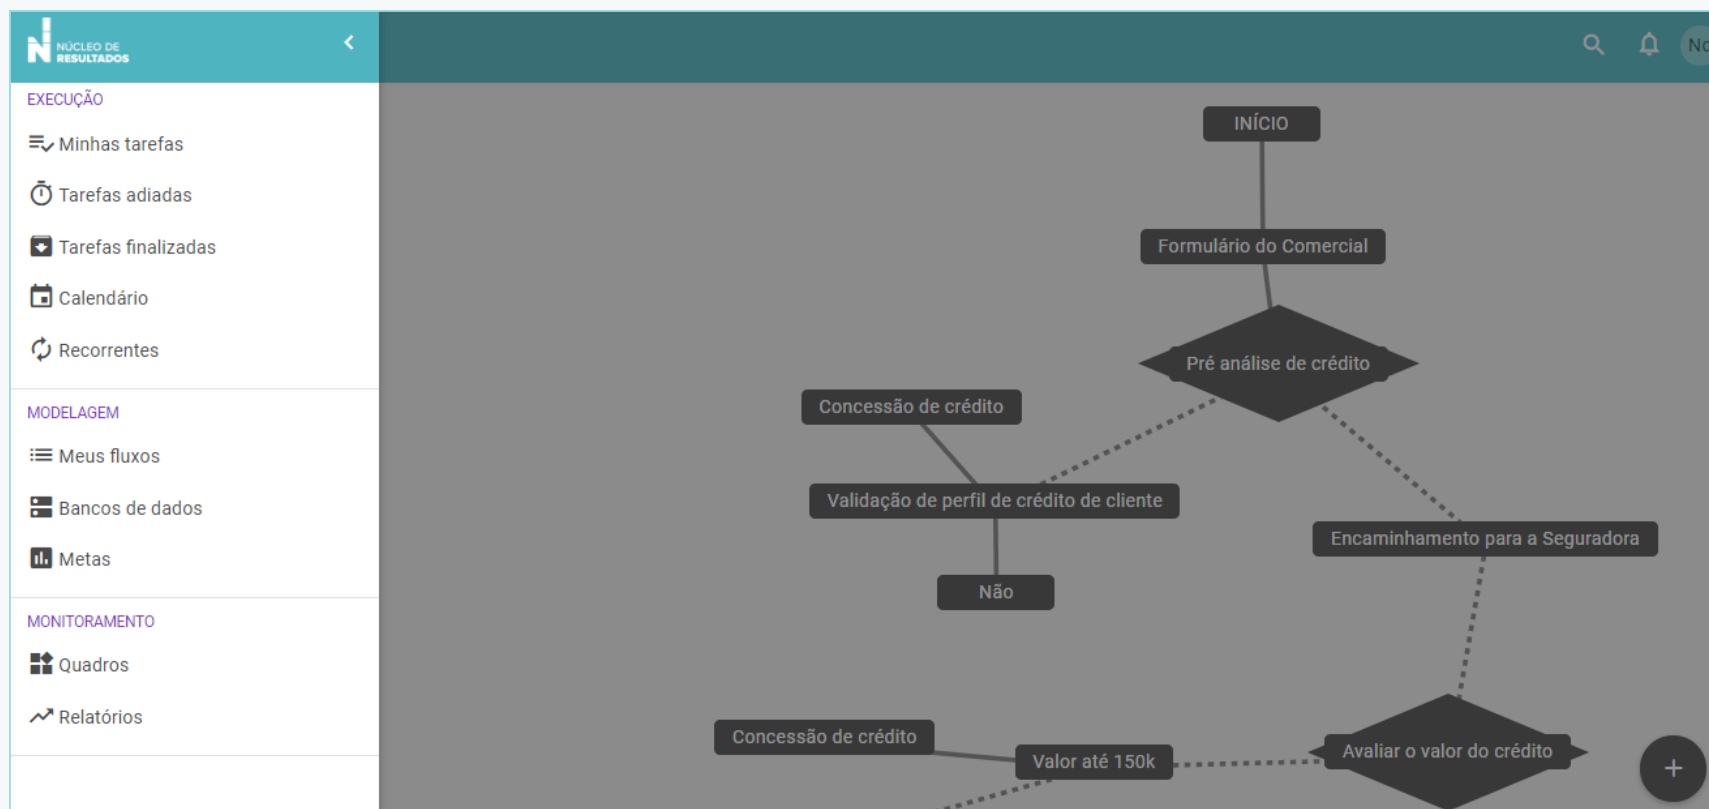 NÚCLEO DE
RESULTADOS
EXECUÇÃO
Minhas tarefas
Tarefas adiadas
Tarefas finalizadas
Calendário
Recorrentes
MODELAGEM
Meus fluxos
Bancos de dados
Metas
MONITORAMENTO
Quadros
Relatórios
INÍCIO
Formulário do Comercial
Pré análise de crédito
Concessão de crédito
Validação de perfil de crédito de cliente
Encaminhamento para a Seguradora
Não
Concessão de crédito
Valor até 150k
Avaliar o valor do crédito